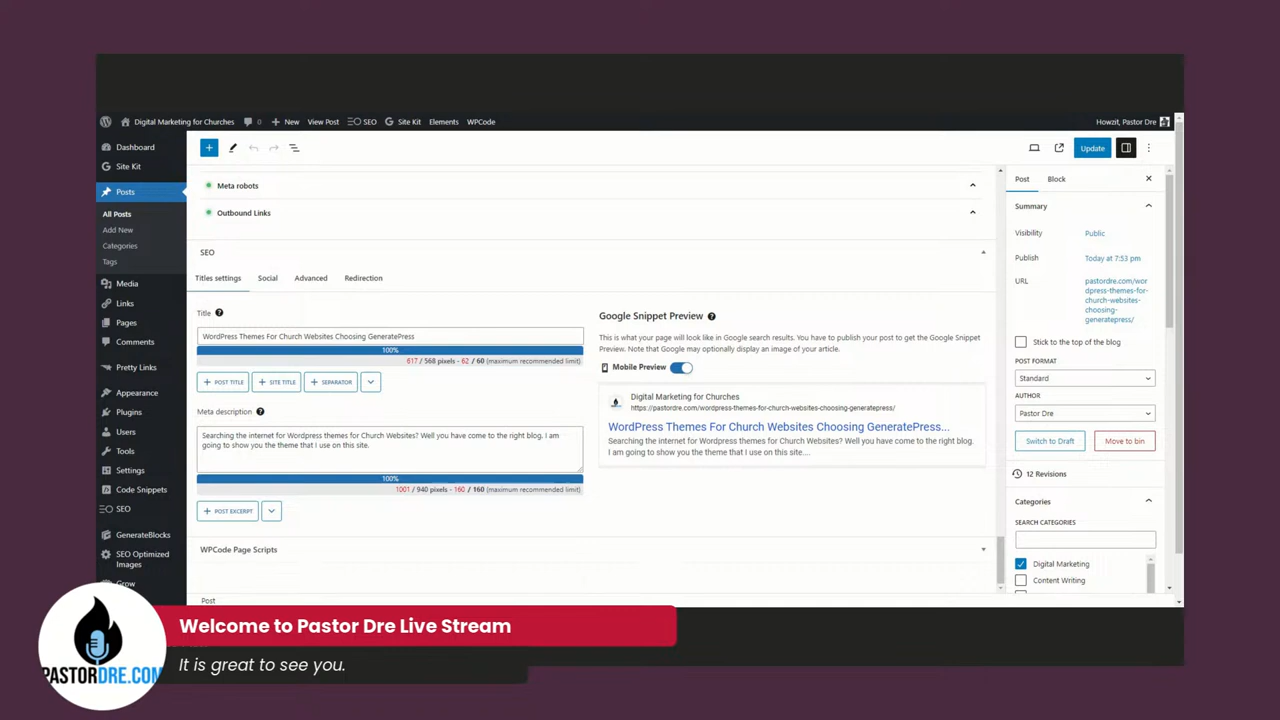 Digital Marketing for Churches
0
New
View Post
SEO
Site Kit
Elements
WPCode
Howzit, Pastor Dre
Dashboard
Site Kit
Posts
All Posts
Add New
Categories
Tags
Media
Links
Pages
Comments
Pretty Links
Appearance
Plugins
Users
Tools
Settings
Code Snippets
SEO
GenerateBlocks
SEO Optimized
Images
Grow
Update
Meta robots
Outbound Links
SEO
Titles settings
Social
Advanced
Redirection
Title
WordPress Themes For Church Websites Choosing GeneratePress
100%
617 / 568 pixels - 62 / 60 (maximum recommended limit)
+ POST TITLE
+ SITE TITLE
+ SEPARATOR
Meta description
Searching the internet for Wordpress themes for Church Websites? Well you have come to the right blog. I am
going to show you the theme that I use on this site.
100%
1001 / 940 pixels - 160 / 160 (maximum recommended limit)
+ POST EXCERPT
WPCode Page Scripts
Post
Google Snippet Preview
This is what your page will look like in Google search results. You have to publish your post to get the Google Snippet
Preview. Note that Google may optionally display an image of your article.
Mobile Preview
Digital Marketing for Churches
https://pastordre.com/wordpress-themes-for-church-websites-choosing-generatepress/
WordPress Themes For Church Websites Choosing GeneratePress...
Searching the internet for Wordpress themes for Church Websites? Well you have come to the right blog.
I am going to show you the theme that I use on this site....
Post
Block
Summary
Visibility
Public
Publish
Today at 7:53 pm
URL
pastordre.com/wor
dpress-themes-for-
church-websites-
choosing-
generatepress/
Stick to the top of the blog
POST FORMAT
Standard
AUTHOR
Pastor Dre
Switch to Draft
Move to bin
12 Revisions
Categories
SEARCH CATEGORIES
Digital Marketing
Content Writing
Welcome to Pastor Dre Live Stream
It is great to see you.
PASTORDRE.COM